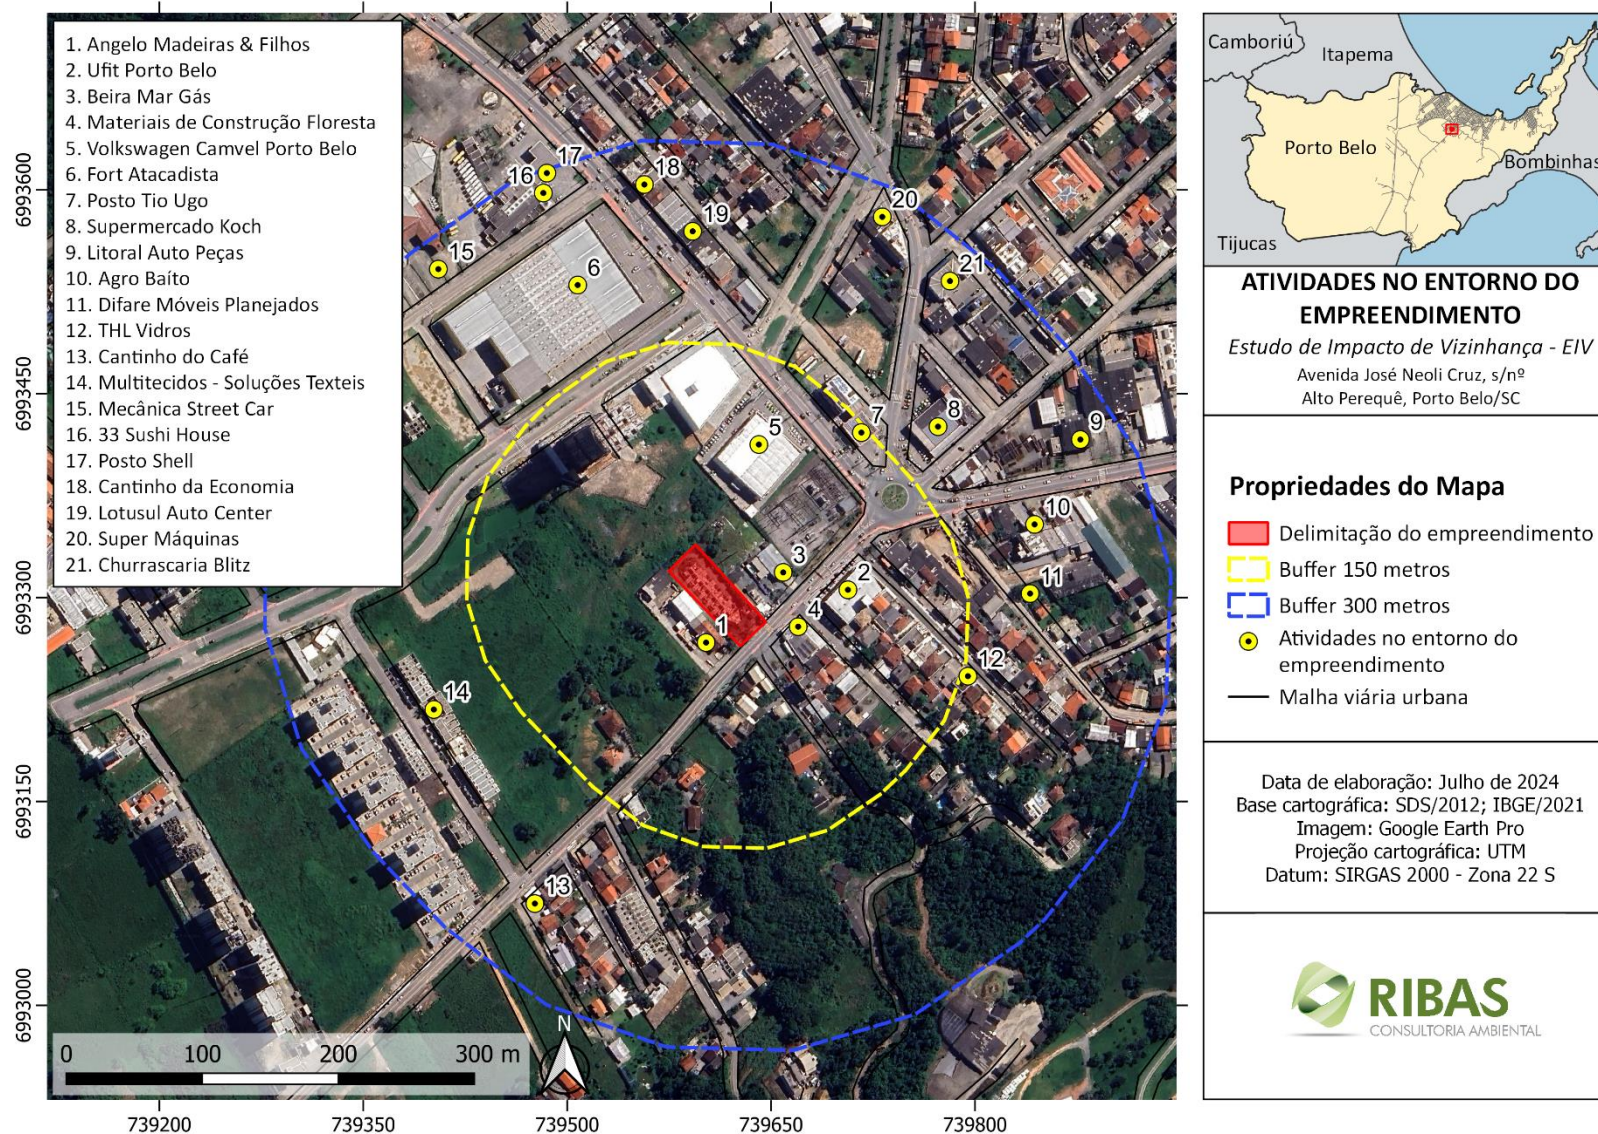 1. Angelo Madeiras & Filhos
2. Ufit Porto Belo
3. Beira Mar Gás
4. Materiais de Construção Floresta
5. Volkswagen Camvel Porto Belo
6. Fort Atacadista
7. Posto Tio Ugo
8. Supermercado Koch
9. Litoral Auto Peças
10. Agro Baíto
11. Difare Móveis Planejados
12. THL Vidros
13. Cantinho do Café
14. Multitecidos - Soluções Texteis
15. Mecânica Street Car
16. 33 Sushi House
17. Posto Shell
18. Cantinho da Economia
19. Lotusul Auto Center
20. Super Máquinas
21. Churrascaria Blitz
17
16
18
19
20
15
6
21
7
8
5
9
10
3
2
11
4
1
12
14
13
6993600
6993450
6993300
6993150
6993000
0 100 200 300 m
N
739200 739350 739500 739650 739800
Camboriú
Itapema
Porto Belo
Bombinhas
Tijucas
ATIVIDADES NO ENTORNO DO
EMPREENDIMENTO
Estudo de Impacto de Vizinhança - EIV
Avenida José Neoli Cruz, s/nº
Alto Perequê, Porto Belo/SC
Propriedades do Mapa
Delimitação do empreendimento
Buffer 150 metros
Buffer 300 metros
Atividades no entorno do
empreendimento
Malha viária urbana
Data de elaboração: Julho de 2024
Base cartográfica: SDS/2012; IBGE/2021
Imagem: Google Earth Pro
Projeção cartográfica: UTM
Datum: SIRGAS 2000 - Zona 22 S
RIBAS
CONSULTORIA AMBIENTAL